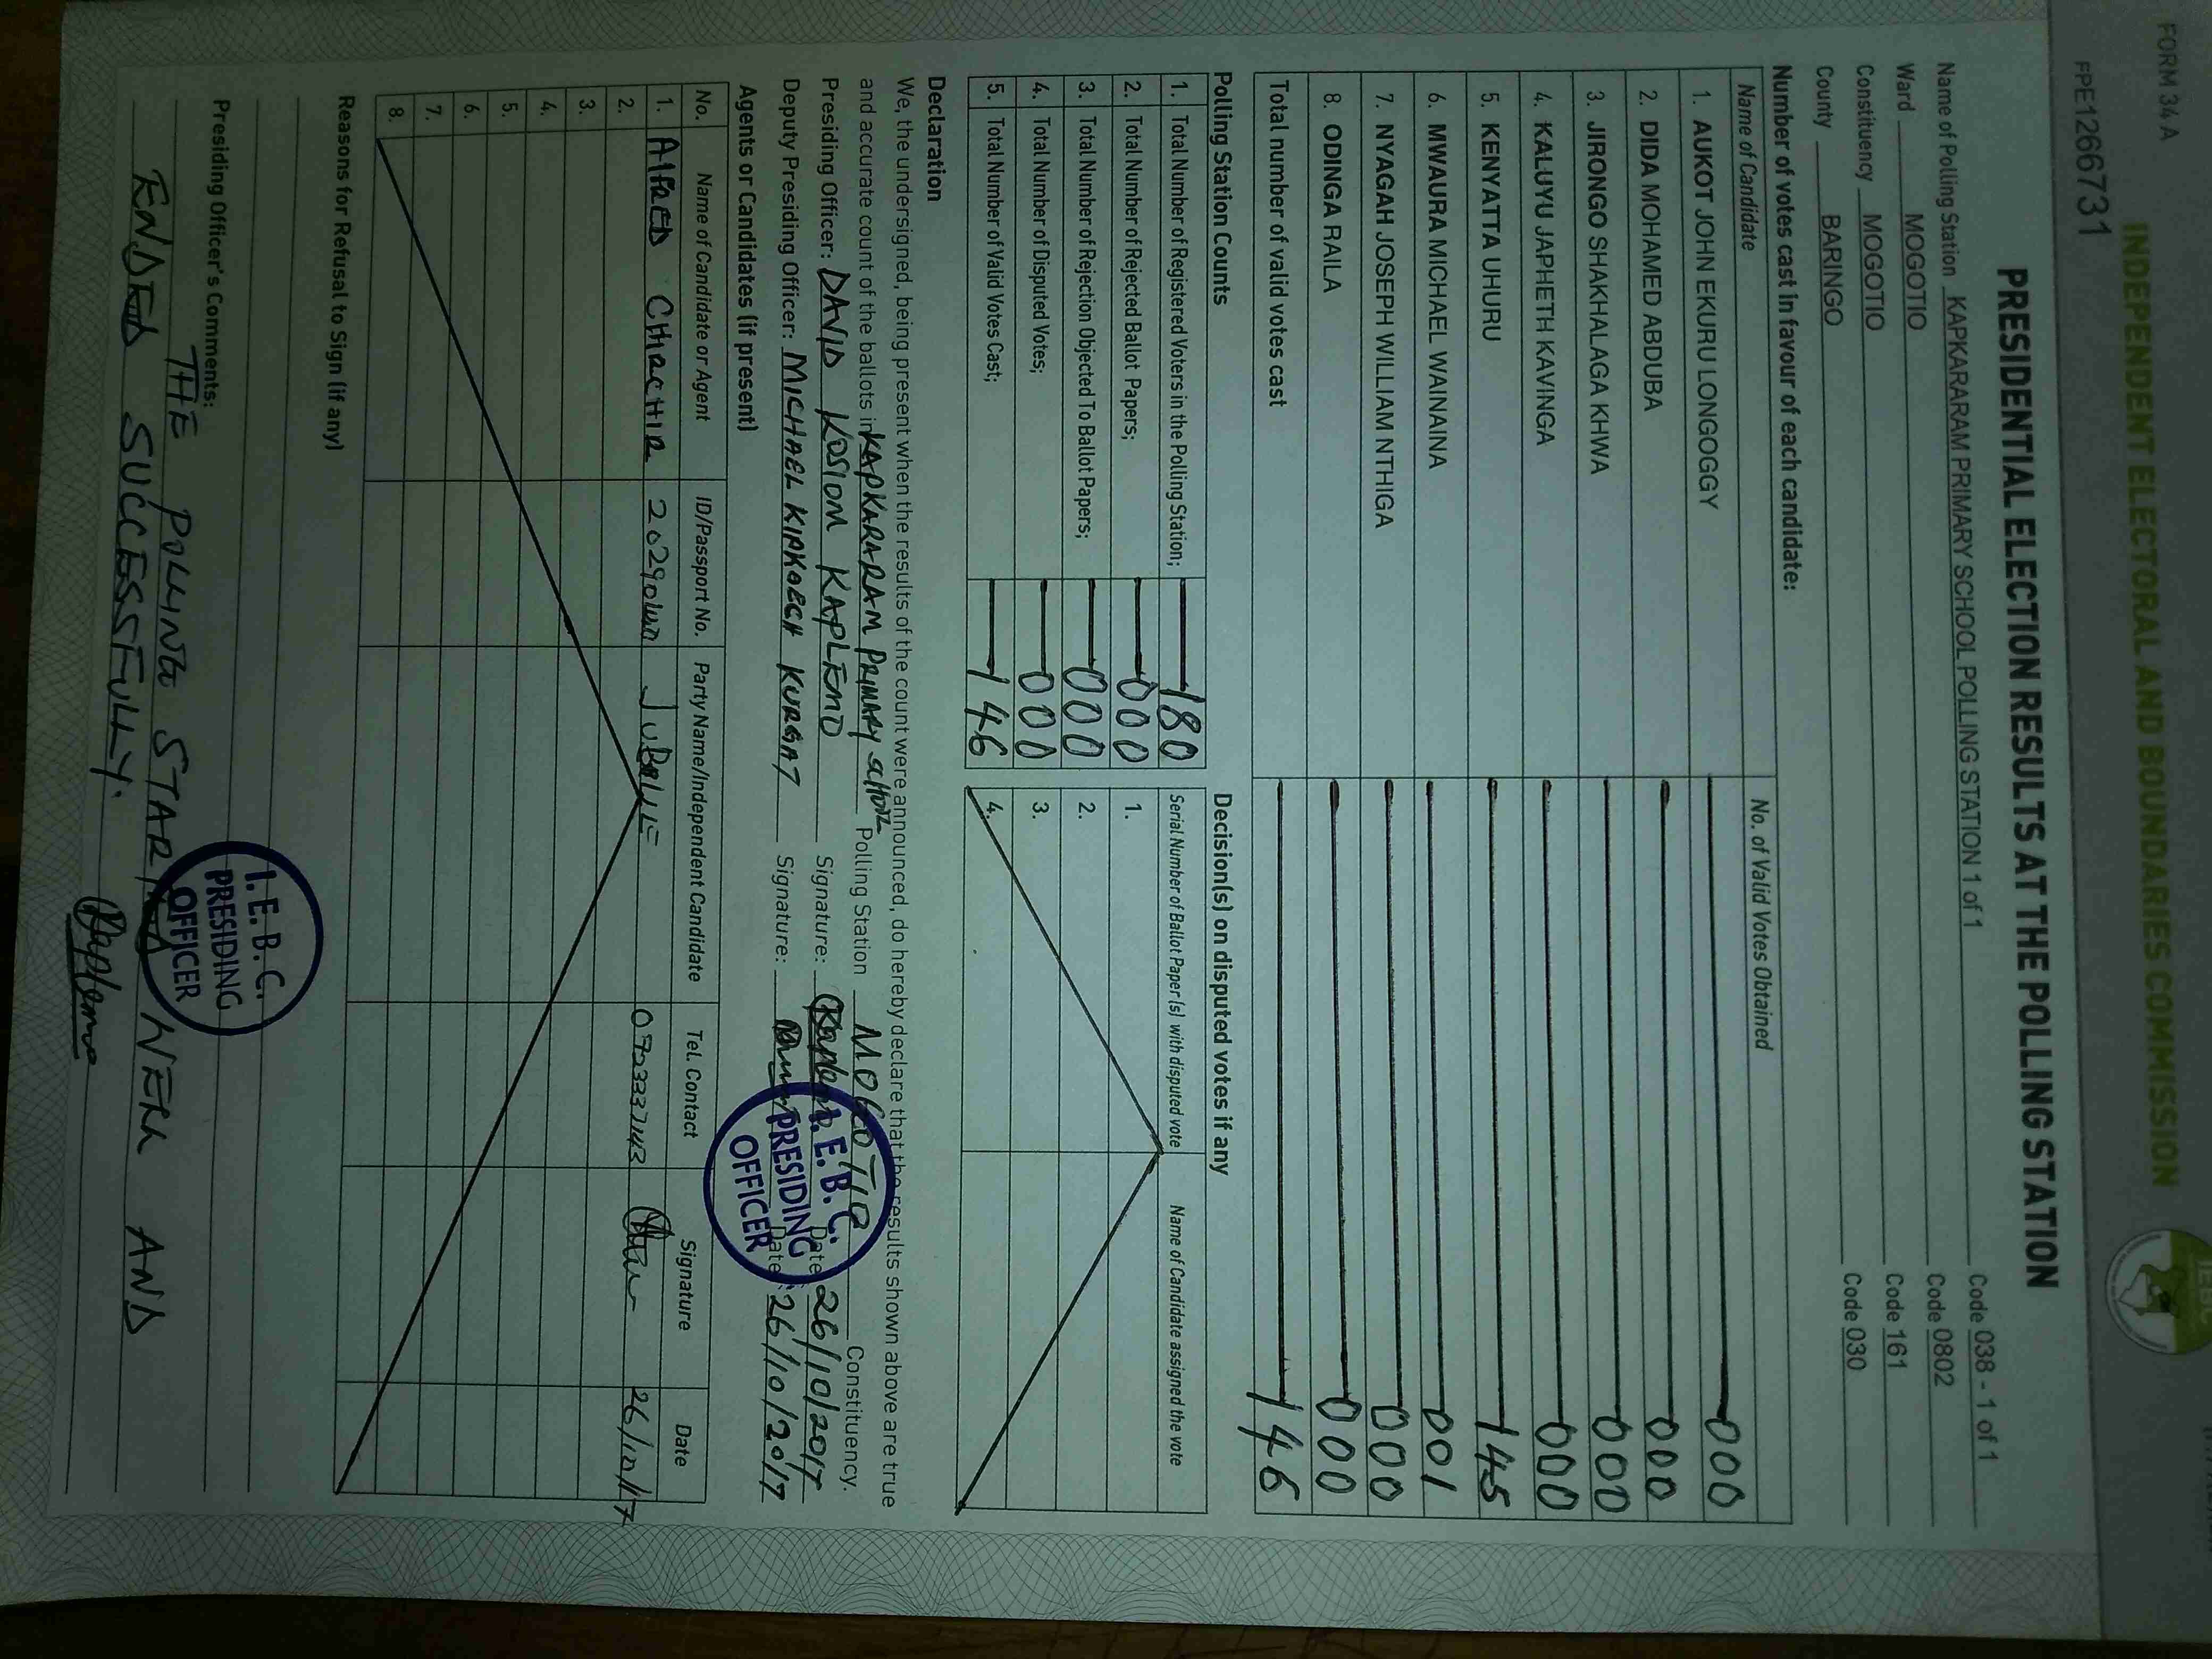 FORM 34 A
INDEPENDENT ELECTORAL AND BOUNDARIES COMMISSION
FPE1266731
PRESIDENTIAL ELECTION RESULTS AT THE POLLING STATION
Name of Polling Station KAPKARARAM PRIMARY SCHOOL POLLING STATION 1 of 1 Code 038 - 1 of 1
Ward MOGOTIO Code 0802
Constituency MOGOTIO Code 161
County BARINGO Code 030
Number of votes cast in favour of each candidate:
Name of Candidate No. of Valid Votes Obtained
1. AUKOT JOHN EKURU LONGOGGY 000
2. DIDA MOHAMED ABDUBA 000
3. JIRONGO SHAKHALAGA KHWA 000
4. KALUYU JAPHETH KAVINGA 000
5. KENYATTA UHURU 145
6. MWAURA MICHAEL WAINAINA 001
7. NYAGAH JOSEPH WILLIAM NTHIGA 000
8. ODINGA RAILA 000
Total number of valid votes cast 146
Polling Station Counts Decision(s) on disputed votes if any
1. Total Number of Registered Voters in the Polling Station; 180 Serial Number of Ballot Paper (s) with disputed vote Name of Candidate assigned the vote
2. Total Number of Rejected Ballot Papers; 000 1.
3. Total Number of Rejection Objected To Ballot Papers; 000 2.
4. Total Number of Disputed Votes; 000 3.
5. Total Number of Valid Votes Cast; 146 4.
Declaration
We, the undersigned, being present when the results of the count were announced, do hereby declare that the results shown above are true
and accurate count of the ballots in KAPKARARAM PRIMARY SCHOOL Polling Station MOGOTIO Constituency.
Presiding Officer: DAVID KOSIOM KAPLEMO Signature: Date 26/10/2017
Deputy Presiding Officer: MICHAEL KIPKOECH KURGAT Signature: Date: 26/10/2017
I. E. B. C.
PRESIDING
OFFICER
Agents or Candidates (if present)
No. Name of Candidate or Agent ID/Passport No. Party Name/Independent Candidate Tel. Contact Signature Date
1. ALFRED 26/10/17
2.
3.
4.
5.
6.
7.
8.
Reasons for Refusal to Sign (if any)
Presiding Officer's Comments:
THE POLLING STARTED WELL AND
ENDED SUCCESSFULLY.
I. E. B. C.
PRESIDING
OFFICER